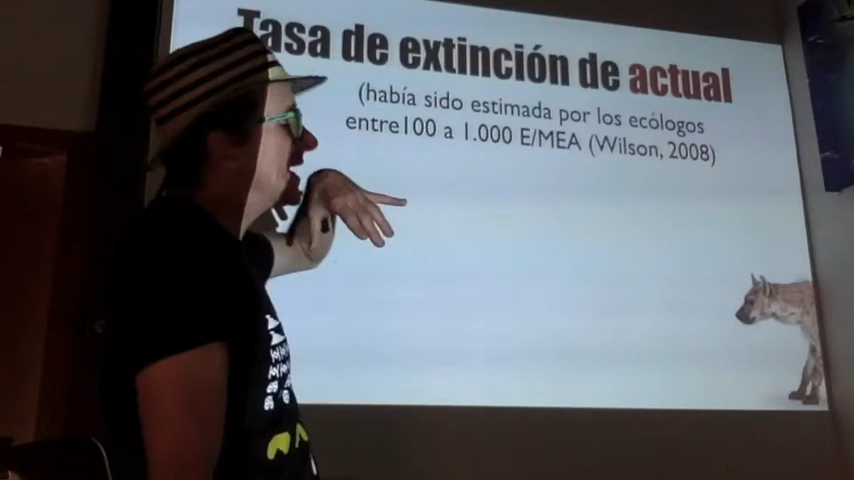 Tasa de extinción de actual
(había sido estimada por los ecólogos
entre100 a 1.000 E/MEA (Wilson, 2008)